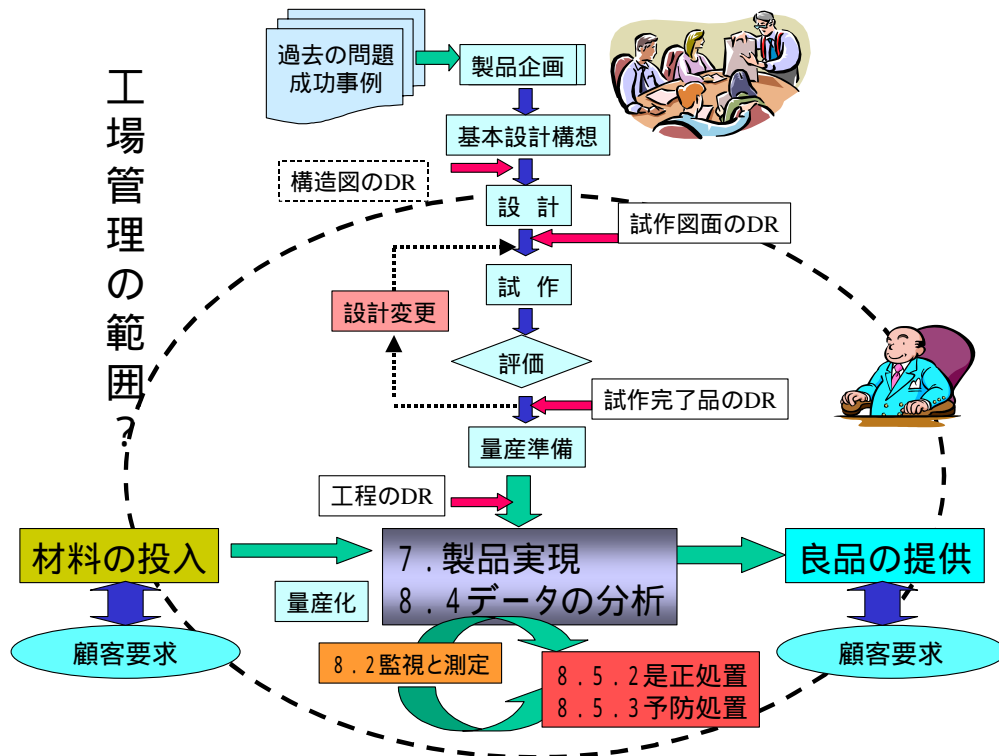 工場管理の範囲？
過去の問題
成功事例
製品企画
基本設計構想
構造図のDR
設 計
試作図面のDR
試 作
設計変更
評価
試作完了品のDR
量産準備
工程のDR
材料の投入
7．製品実現
8．4データの分析
良品の提供
量産化
顧客要求
8.2監視と測定
8．5．2是正処置
8．5．3予防処置
顧客要求